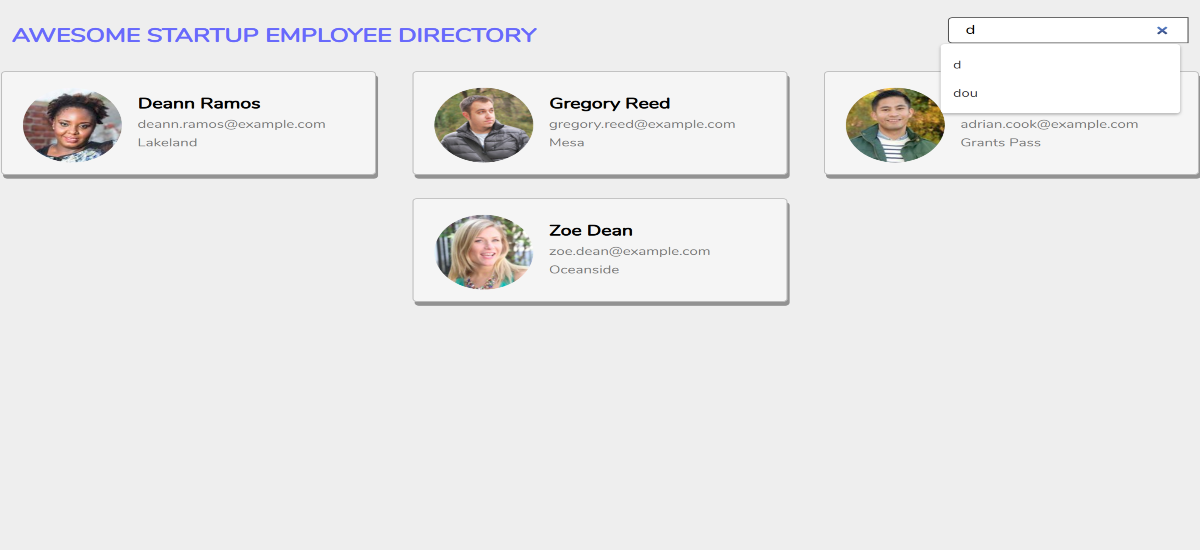 AWESOME STARTUP EMPLOYEE DIRECTORY
d
d
dou
Deann Ramos
deann.ramos@example.com
Lakeland
Gregory Reed
gregory.reed@example.com
Mesa
adrian.cook@example.com
Grants Pass
Zoe Dean
zoe.dean@example.com
Oceanside